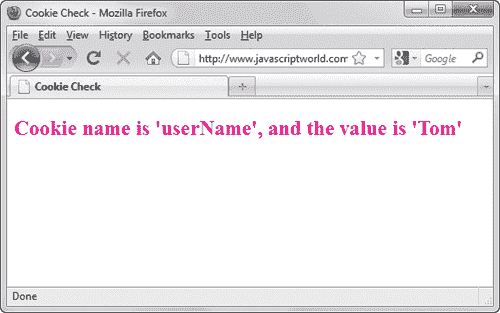 Cookie Check - Mozilla Firefox
File Edit View History Bookmarks Tools Help
http://www.javascriptworld.com Google
Cookie Check
Cookie name is 'userName', and the value is 'Tom'
Done